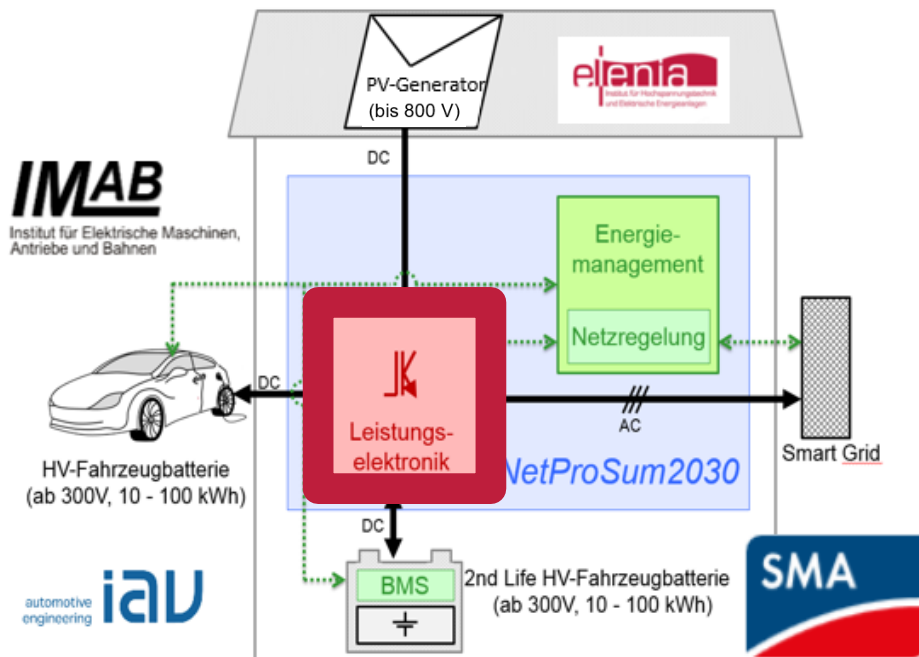 PV-Generator
(bis 800 V)
elenia
Institut für Hochspannungstechnik
und Elektrische Energieanlagen
DC
IMAB
Institut für Elektrische Maschinen,
Antriebe und Bahnen
Energie-
management
Netzregelung
DC
Leistungs-
elektronik
AC
Smart Grid
HV-Fahrzeugbatterie
(ab 300V, 10 - 100 kWh)
NetProSum2030
DC
BMS
2nd Life HV-Fahrzeugbatterie
(ab 300V, 10 - 100 kWh)
automotive
engineering
iav
SMA